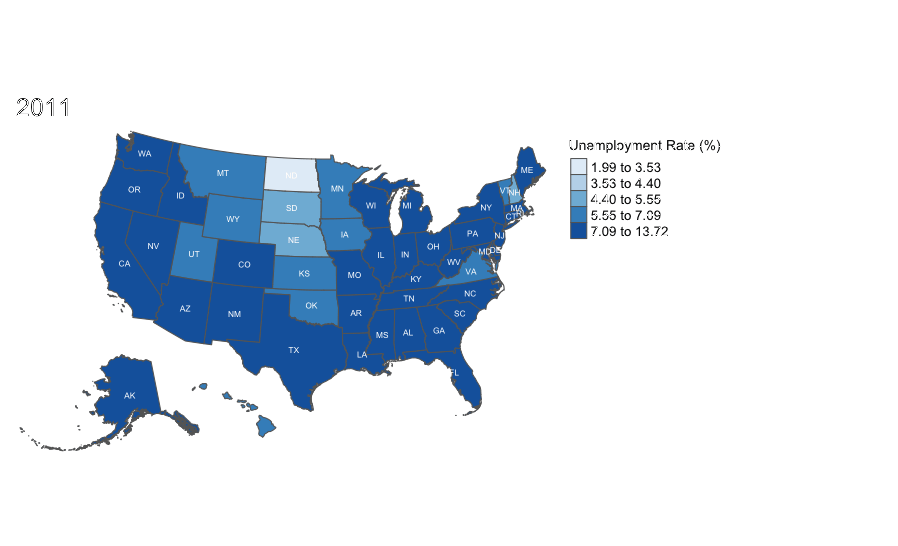 2011
Unemployment Rate (%)
1.99 to 3.53
3.53 to 4.40
4.40 to 5.55
5.55 to 7.09
7.09 to 13.72
WA
MT
ND
ME
OR
ID
MN
VT
NH
WI
MI
NY
MA
CT
SD
WY
IA
PA
NJ
NE
NV
UT
IL
IN
OH
MD
DE
CA
CO
KS
MO
WV
VA
KY
NC
TN
AZ
NM
OK
AR
SC
MS
AL
GA
TX
LA
FL
AK